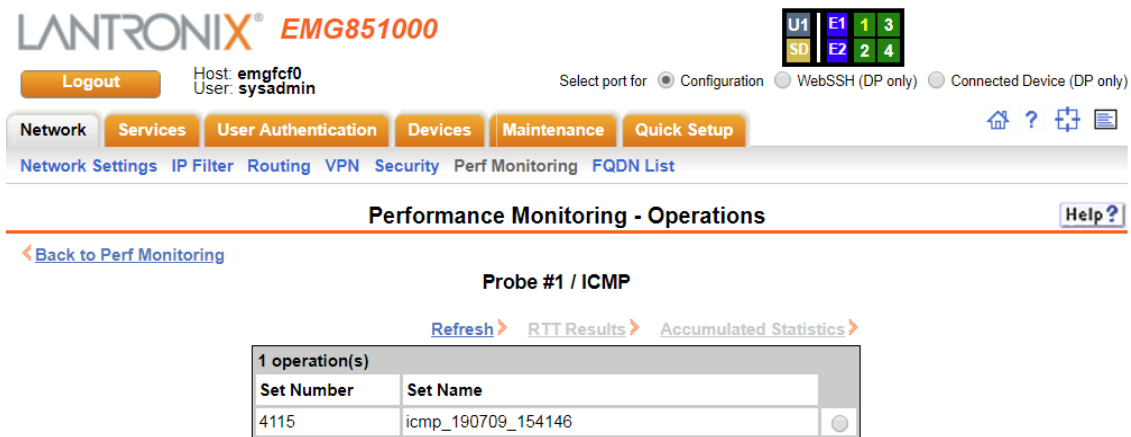 LANTRONIX® EMG851000
U1 E1 1 3
SD E2 2 4
Logout
Host: emgfcf0
User: sysadmin
Select port for Configuration WebSSH (DP only) Connected Device (DP only)
Network Services User Authentication Devices Maintenance Quick Setup
?
Network Settings IP Filter Routing VPN Security Perf Monitoring FQDN List
Performance Monitoring - Operations
Help?
Back to Perf Monitoring
Probe #1 / ICMP
Refresh RTT Results Accumulated Statistics
1 operation(s)
Set Number Set Name
4115 icmp_190709_154146